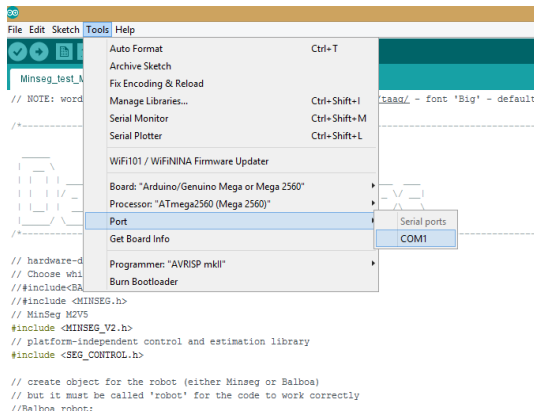 File Edit Sketch Tools Help
Auto Format Ctrl+T
Archive Sketch
Minseg_test_M
Fix Encoding & Reload
// NOTE: word
Manage Libraries... Ctrl+Shift+I
/taag/ - font 'Big' - default
Serial Monitor Ctrl+Shift+M
/*
Serial Plotter Ctrl+Shift+L
WiFi101 / WiFiNINA Firmware Updater
Board: "Arduino/Genuino Mega or Mega 2560"
Processor: "ATmega2560 (Mega 2560)"
Port
Serial ports
/*
Get Board Info
COM1
// hardware-d
Programmer: "AVRISP mkII"
// Choose whi
Burn Bootloader
//#include<BA
//#include <MINSEG.h>
// MinSeg M2V5
#include <MINSEG_V2.h>
// platform-independent control and estimation library
#include <SEG_CONTROL.h>
// create object for the robot (either Minseg or Balboa)
// but it must be called 'robot' for the code to work correctly
//Balboa robot;